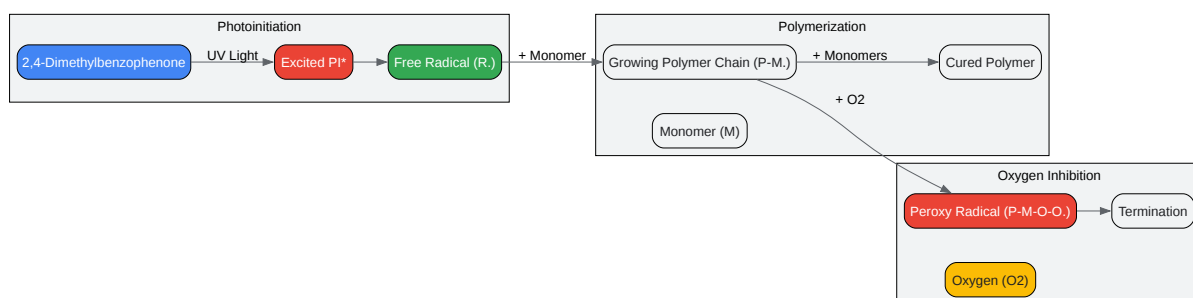 Photoinitiation
2,4-Dimethylbenzophenone
UV Light
Excited PI*
Free Radical (R.)
+ Monomer
Polymerization
Growing Polymer Chain (P-M.)
+ Monomers
Cured Polymer
+ O2
Monomer (M)
Oxygen Inhibition
Peroxy Radical (P-M-O-O.)
Termination
Oxygen (O2)